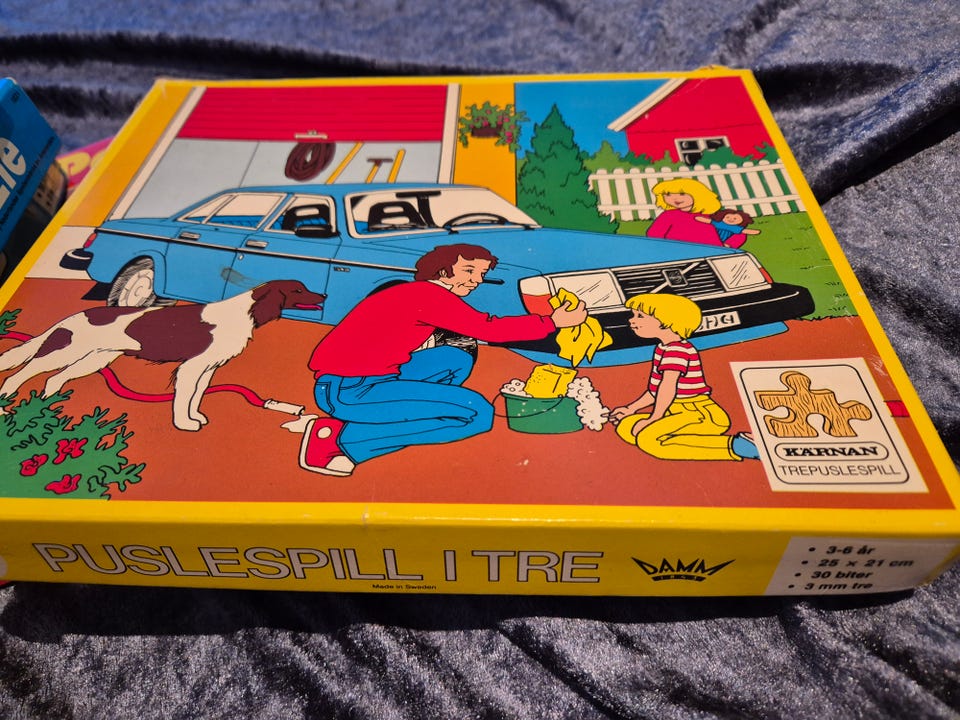 KÄRNAN
TREPUSLESPILL
PUSLESPILL I TRE
Made in Sweden
DAMM
• 3-6 år
• 25 x 21 cm
• 30 biter
• 3 mm tre